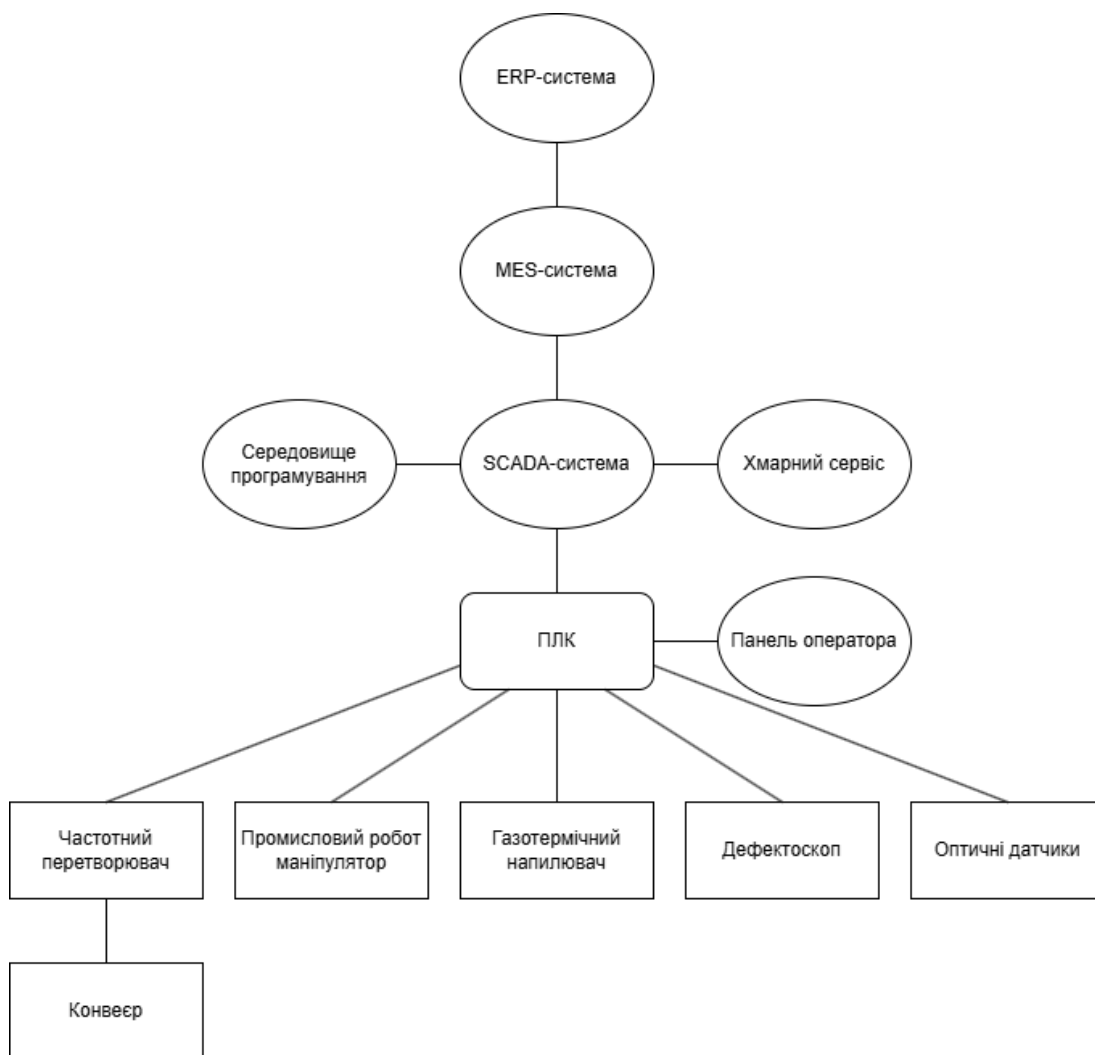 ERP-система
MES-система
Середовище
програмування
SCADA-система
Хмарний сервіс
ПЛК
Панель оператора
Частотний
перетворювач
Промисловий робот
маніпулятор
Газотермічний
напилювач
Дефектоскоп
Оптичні датчики
Конвеєр